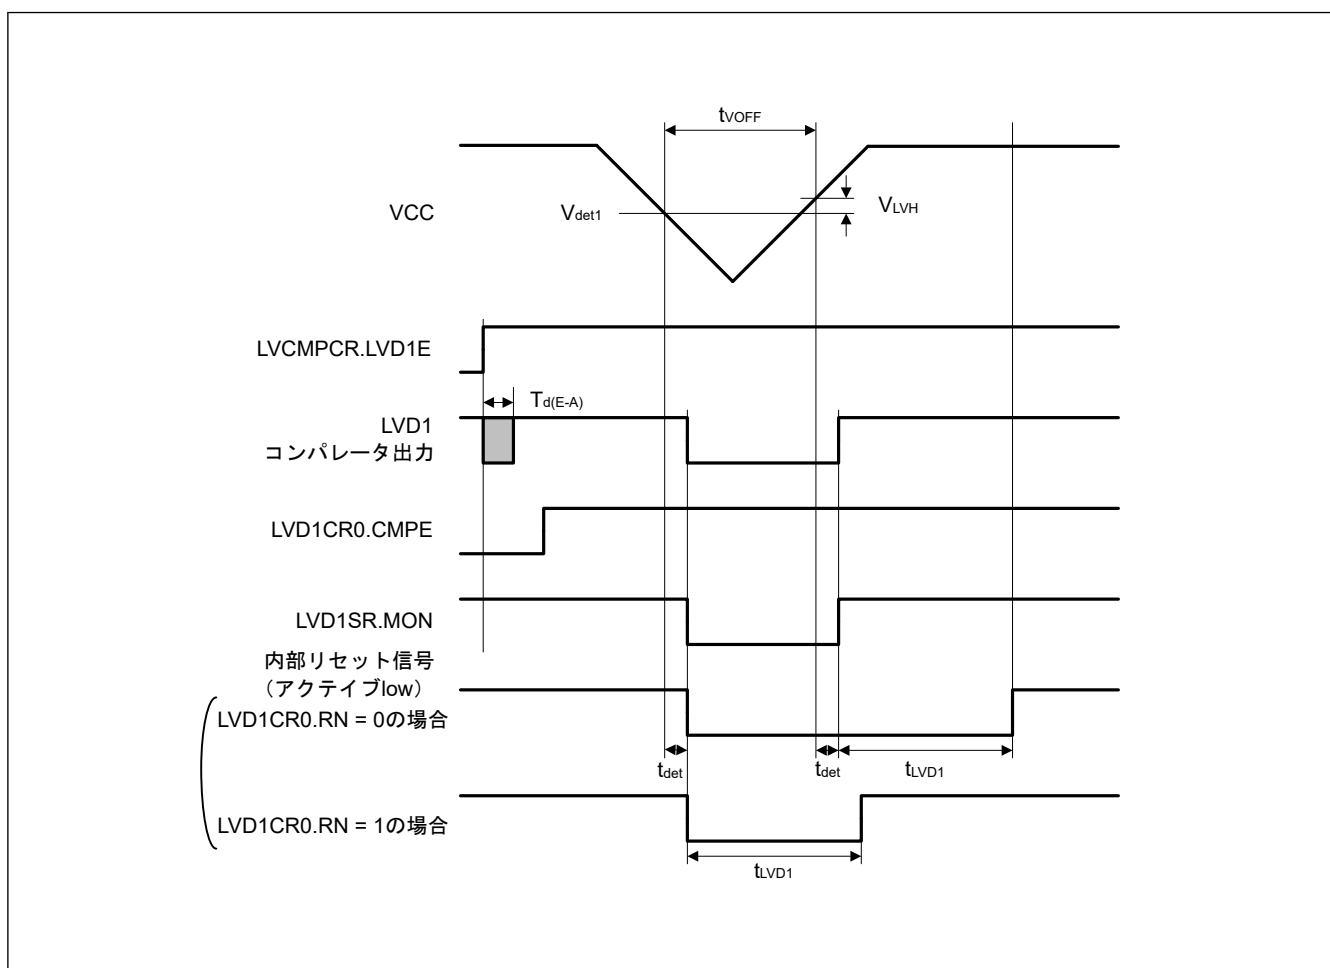 tVOFF
VCC
Vdet1
VLVH
LVCMPCR.LVD1E
Td(E-A)
LVD1
コンパレータ出力
LVD1CR0.CMPE
LVD1SR.MON
内部リセット信号
（アクテイブlow）
LVD1CR0.RN = 0の場合
tdet
tdet
tLVD1
LVD1CR0.RN = 1の場合
tLVD1